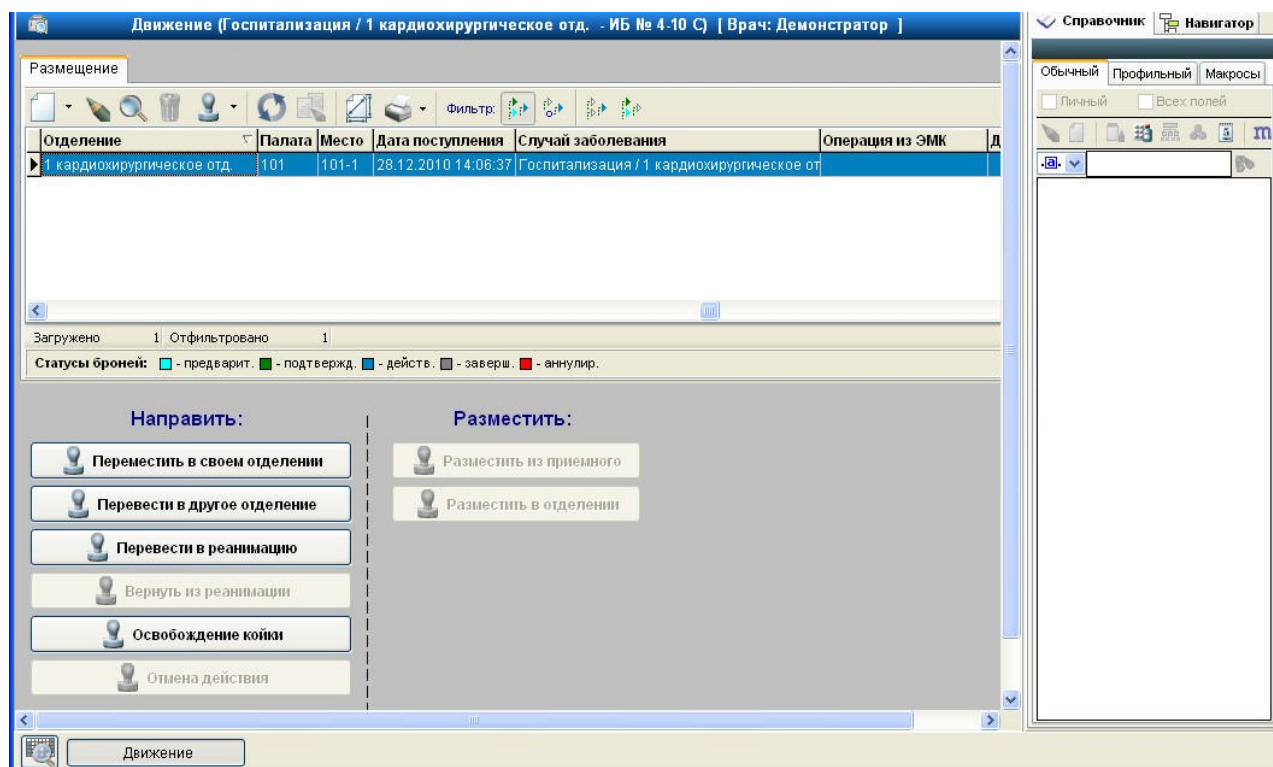 Движение (Госпитализация / 1 кардиохирургическое отд. - ИБ № 4-10 С) [ Врач: Демонстратор ]
Справочник Навигатор
Размещение
Обычный Профильный Макросы
Личный Всех полей
Фильтр:
Отделение Палата Место Дата поступления Случай заболевания Операция из ЭМК Д
1 кардиохирургическое отд. 101 101-1 28.12.2010 14:06:37 Госпитализация / 1 кардиохирургическое от
.a.
Загружено 1 Отфильтровано 1
Статусы броней: - предварит. - подтвержд. - действ. - заверш. - аннулир.
Направить: Разместить:
Переместить в своем отделении Разместить из приемного
Перевести в другое отделение Разместить в отделении
Перевести в реанимацию
Вернуть из реанимации
Освобождение койки
Отмена действия
Движение